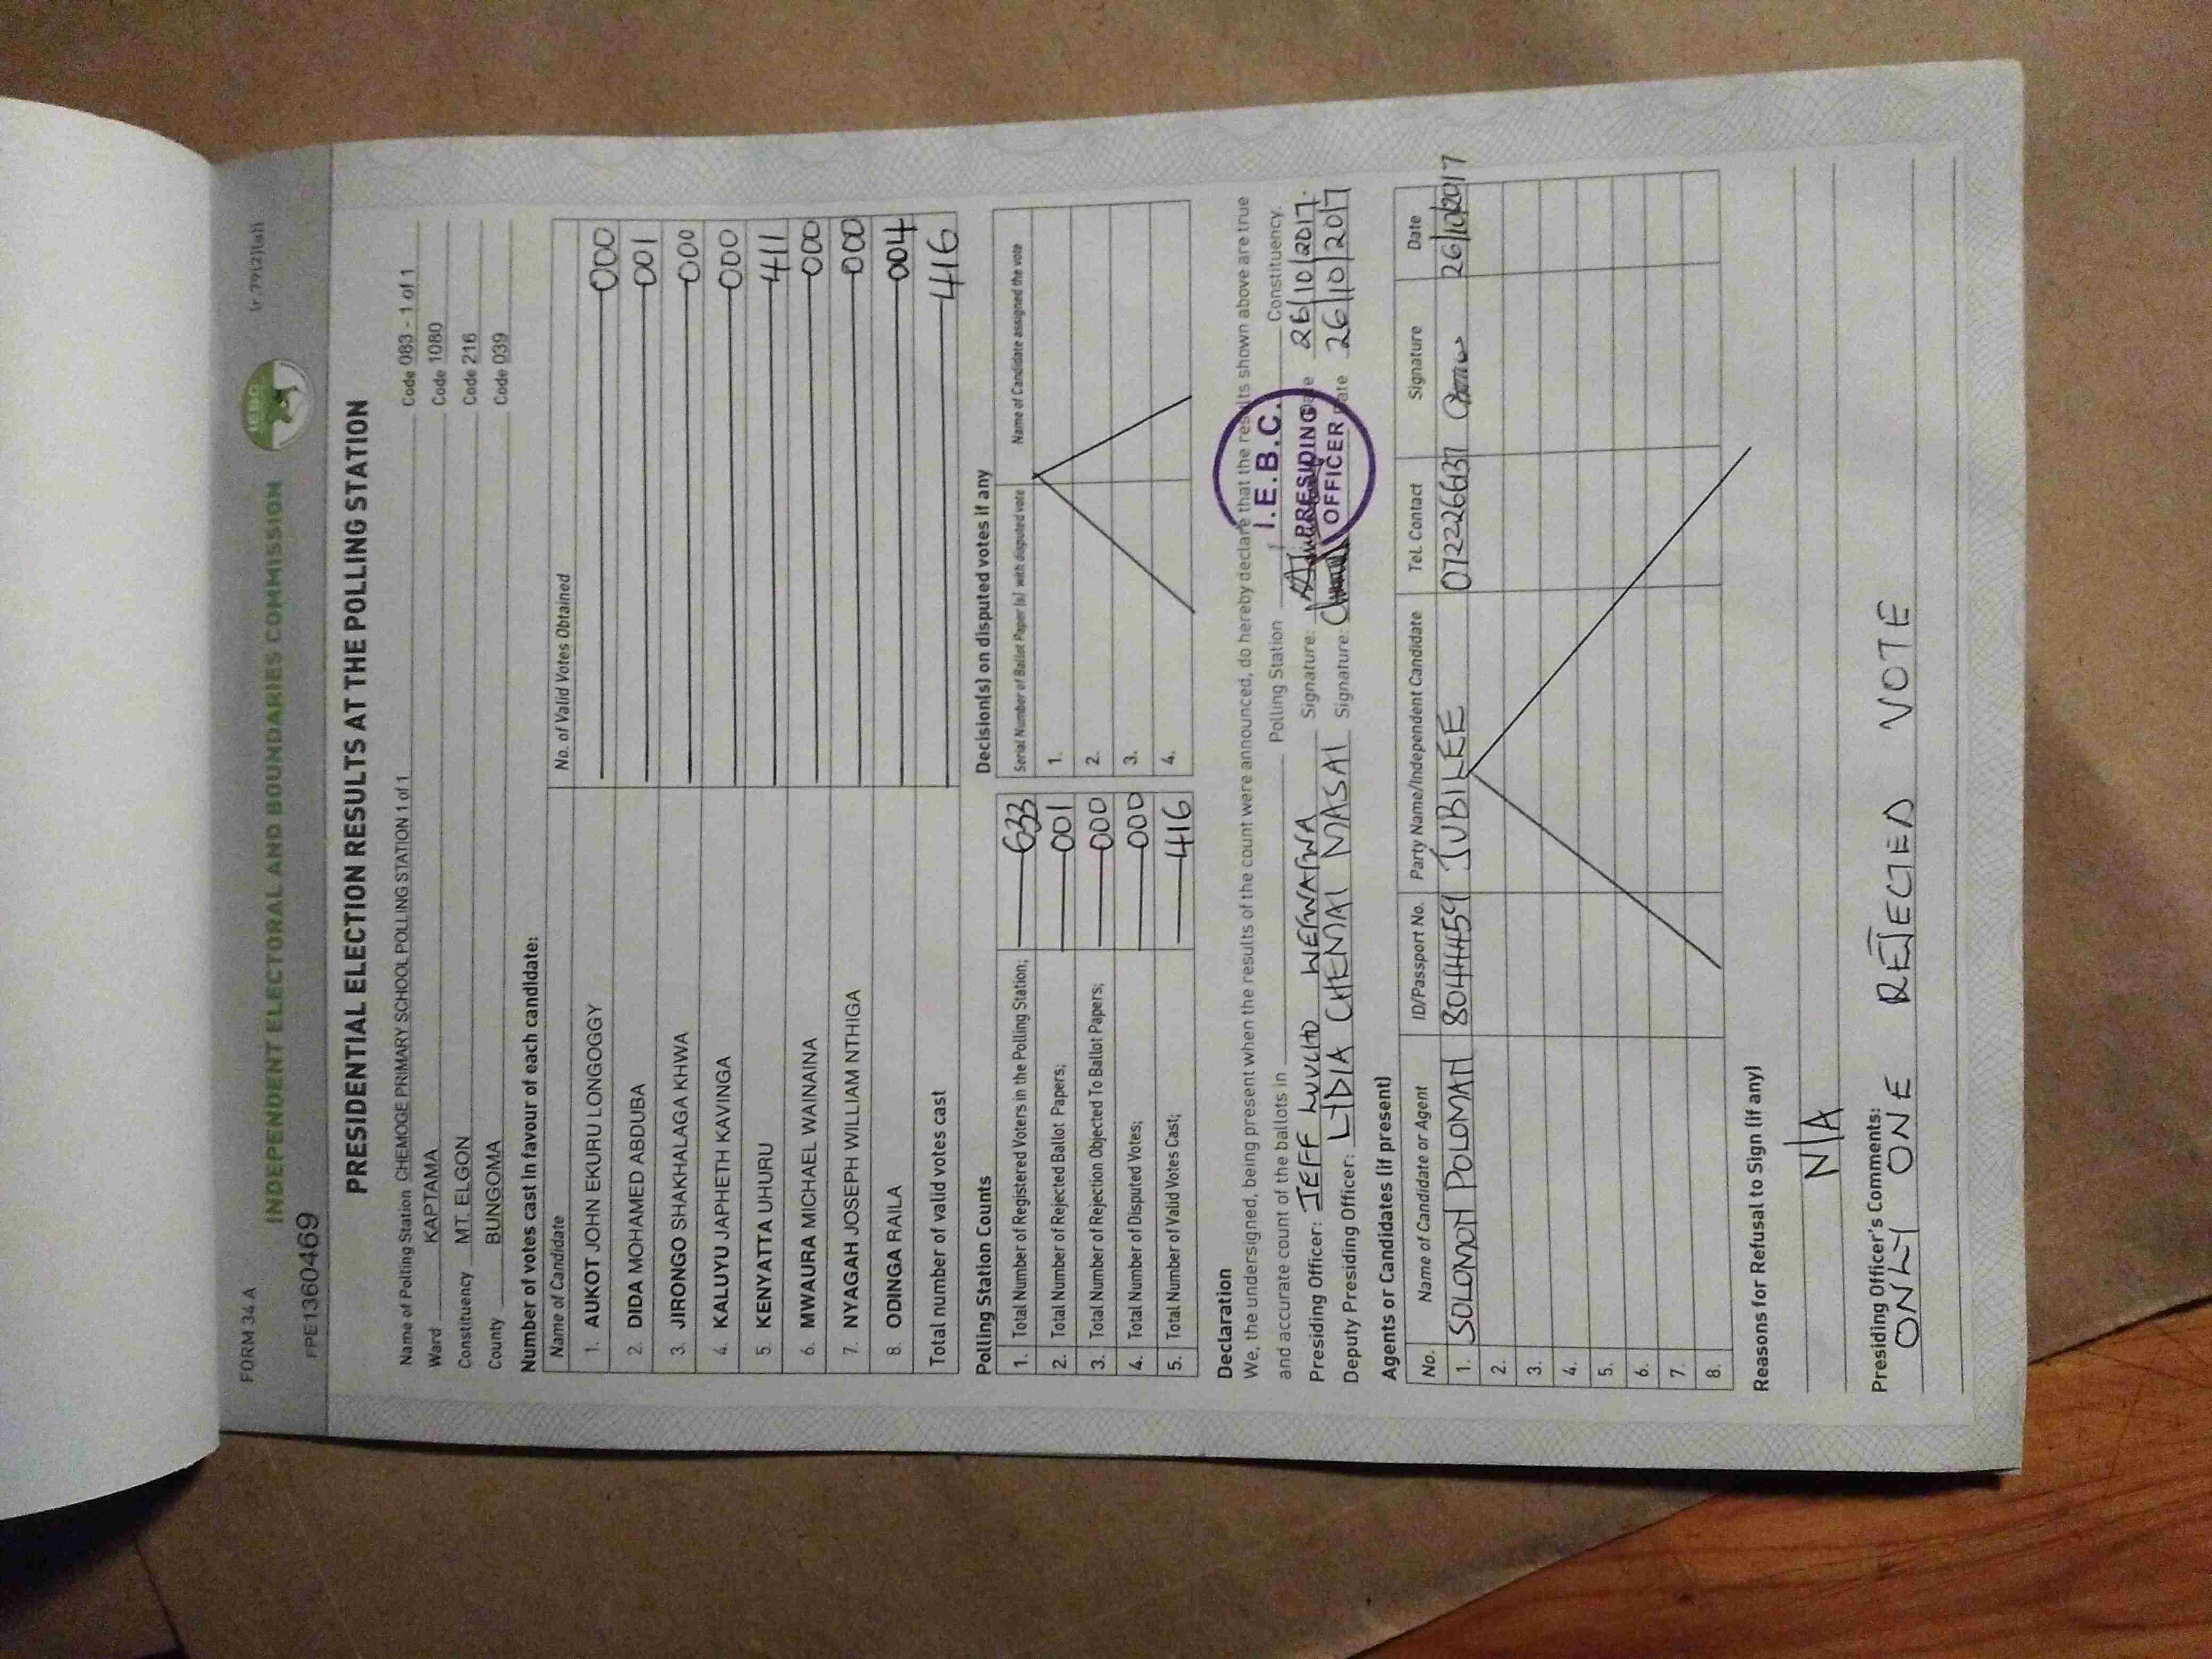 FORM 34 A
INDEPENDENT ELECTORAL AND BOUNDARIES COMMISSION
IEBC
FPE1360469
PRESIDENTIAL ELECTION RESULTS AT THE POLLING STATION
Name of Polling Station CHEMOGE PRIMARY SCHOOL POLLING STATION 1 of 1 Code 083 - 1 of 1
Ward KAPTAMA Code 1080
Constituency MT. ELGON Code 216
County BUNGOMA Code 039
Number of votes cast in favour of each candidate:
Name of Candidate No. of Valid Votes Obtained
1. AUKOT JOHN EKURU LONGOGGY 000
2. DIDA MOHAMED ABDUBA 001
3. JIRONGO SHAKHALAGA KHWA 000
4. KALUYU JAPHETH KAVINGA 000
5. KENYATTA UHURU 411
6. MWAURA MICHAEL WAINAINA 000
7. NYAGAH JOSEPH WILLIAM NTHIGA 000
8. ODINGA RAILA 004
Total number of valid votes cast 416
Polling Station Counts
1. Total Number of Registered Voters in the Polling Station; 633
2. Total Number of Rejected Ballot Papers; 001
3. Total Number of Rejection Objected To Ballot Papers; 000
4. Total Number of Disputed Votes; 000
5. Total Number of Valid Votes Cast; 416
Decision(s) on disputed votes if any
Serial Number of Ballot Paper (s) with disputed vote Name of Candidate assigned the vote
1.
2.
3.
4.
Declaration
We, the undersigned, being present when the results of the count were announced, do hereby declare that the results shown above are true
and accurate count of the ballots in Polling Station Constituency.
Presiding Officer: JEFF LUVUTO Signature: Date 26/10/2017.
Deputy Presiding Officer: LIDIA CHEMAI MASAI Signature: Date 26/10/2017
I.E.B.C.
PRESIDING
OFFICER
Agents or Candidates (if present)
No. Name of Candidate or Agent ID/Passport No. Party Name/Independent Candidate Tel. Contact Signature Date
1. SOLOMON POLOMAN 8044459 JUBILEE 26/10/2017
2.
3.
4.
5.
6.
7.
8.
Reasons for Refusal to Sign (if any)
N/A
Presiding Officer's Comments:
ONLY ONE REJECTED VOTE